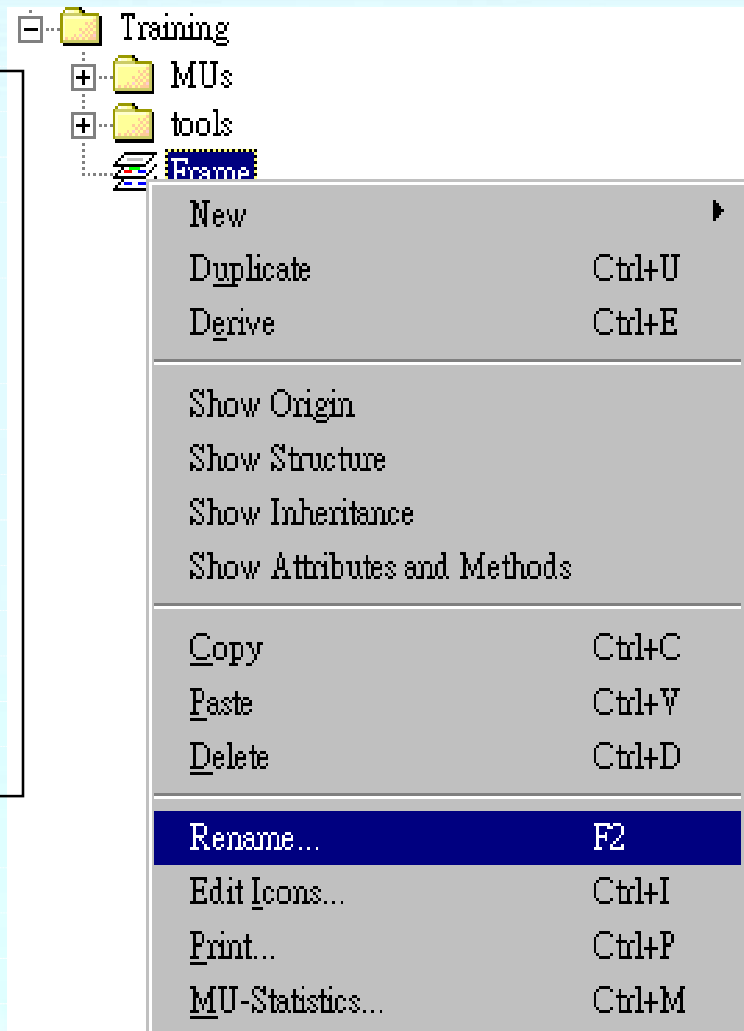 Training
MUs
tools
Frame
New
Duplicate Ctrl+U
Derive Ctrl+E
Show Origin
Show Structure
Show Inheritance
Show Attributes and Methods
Copy Ctrl+C
Paste Ctrl+V
Delete Ctrl+D
Rename... F2
Edit Icons... Ctrl+I
Print... Ctrl+P
MU-Statistics... Ctrl+M